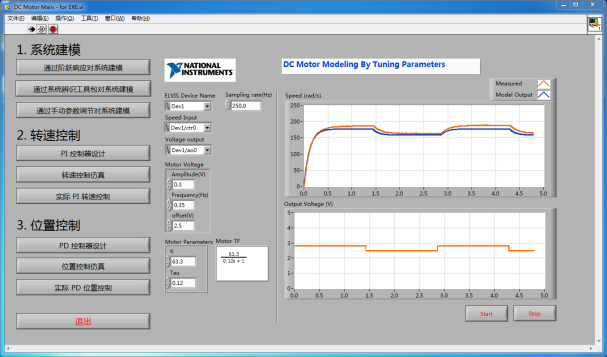 DC Motor Main - for EXE.vi
文件(F) 编辑(E) 操作(O) 工具(T) 窗口(W) 帮助(H)
1. 系统建模
通过阶跃响应对系统建模
通过系统辨识工具包对系统建模
通过手动参数调节对系统建模
2. 转速控制
PI 控制器设计
转速控制仿真
实际 PI 转速控制
3. 位置控制
PD 控制器设计
位置控制仿真
实际 PD 位置控制
退出
NATIONAL
INSTRUMENTS
ELVIS Device Name Sampling rate(Hz)
Dev1 250.0
Speed Input
Dev1/ctr0
Voltage output
Dev1/ao0
Motor Voltage
Amplitude(V)
0.3
Frequency(Hz)
0.35
offset(V)
2.5
Motor Parameters Motor TF
K
63.3
Tau
0.12
63.3
0.12s + 1
DC Motor Modeling By Tuning Parameters
Measured
Model Output
Speed (rad/s)
250
200
150
100
50
0
0.0 0.5 1.0 1.5 2.0 2.5 3.0 3.5 4.0 4.5 5.0
Output Voltage (V)
5
4
3
2
1
0
0.0 0.5 1.0 1.5 2.0 2.5 3.0 3.5 4.0 4.5 5.0
Start Stop